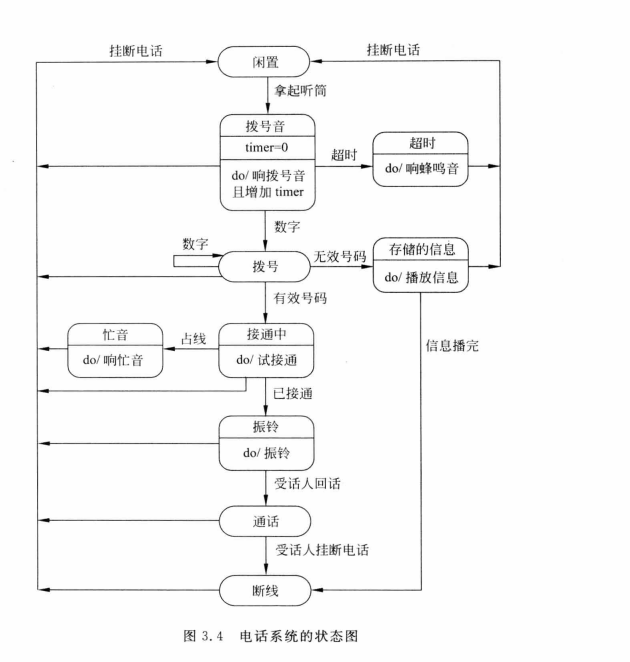 挂断电话
闲置
挂断电话
拿起听筒
拨号音
timer=0
do/ 响拨号音
且增加 timer
超时
超时
do/ 响蜂鸣音
数字
数字
拨号
无效号码
存储的信息
do/ 播放信息
有效号码
忙音
do/ 响忙音
占线
接通中
do/ 试接通
信息播完
已接通
振铃
do/ 振铃
受话人回话
通话
受话人挂断电话
断线
图 3.4 电话系统的状态图